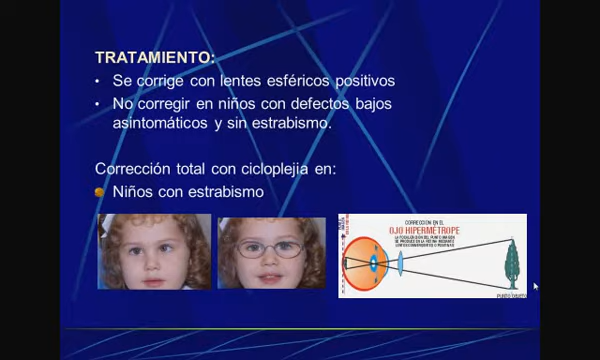 TRATAMIENTO:
• Se corrige con lentes esféricos positivos
• No corregir en niños con defectos bajos
asintomáticos y sin estrabismo.
Corrección total con cicloplejia en:
Niños con estrabismo
CORRECCION EN EL
OJO HIPERMÉTROPE